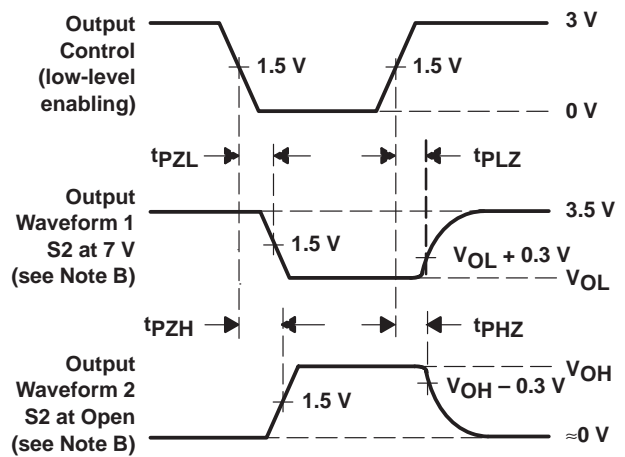 Output
Control
(low-level
enabling)
1.5 V
1.5 V
3 V
0 V
tPZL
tPLZ
Output
Waveform 1
S2 at 7 V
(see Note B)
1.5 V
3.5 V
VOL + 0.3 V
VOL
tPZH
tPHZ
Output
Waveform 2
S2 at Open
(see Note B)
1.5 V
VOH
VOH − 0.3 V
≈0 V